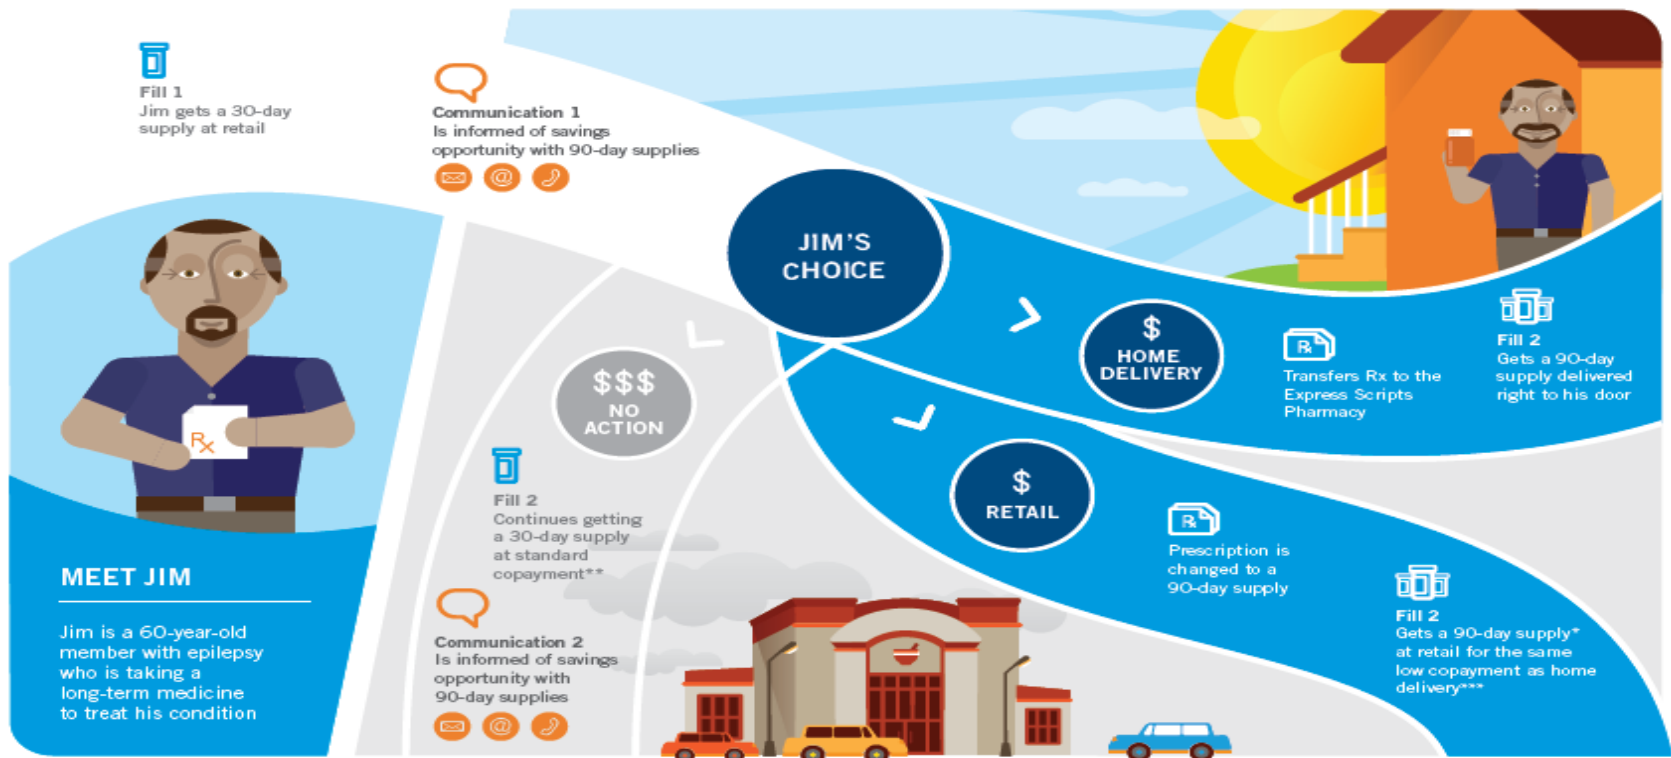 Fill 1
Jim gets a 30-day
supply at retail
Communication 1
Is informed of savings
opportunity with 90-day supplies
JIM'S
CHOICE
$$$
NO
ACTION
Fill 2
Continues getting
a 30-day supply
at standard
copayment**
Communication 2
Is informed of savings
opportunity with
90-day supplies
$
HOME
DELIVERY
Rx
Transfers Rx to the
Express Scripts
Pharmacy
Fill 2
Gets a 90-day
supply delivered
right to his door
$
RETAIL
Rx
Prescription is
changed to a
90-day supply
Fill 2
Gets a 90-day supply*
at retail for the same
low copayment as home
delivery***
Rx
MEET JIM
Jim is a 60-year-old
member with epilepsy
who is taking a
long-term medicine
to treat his condition